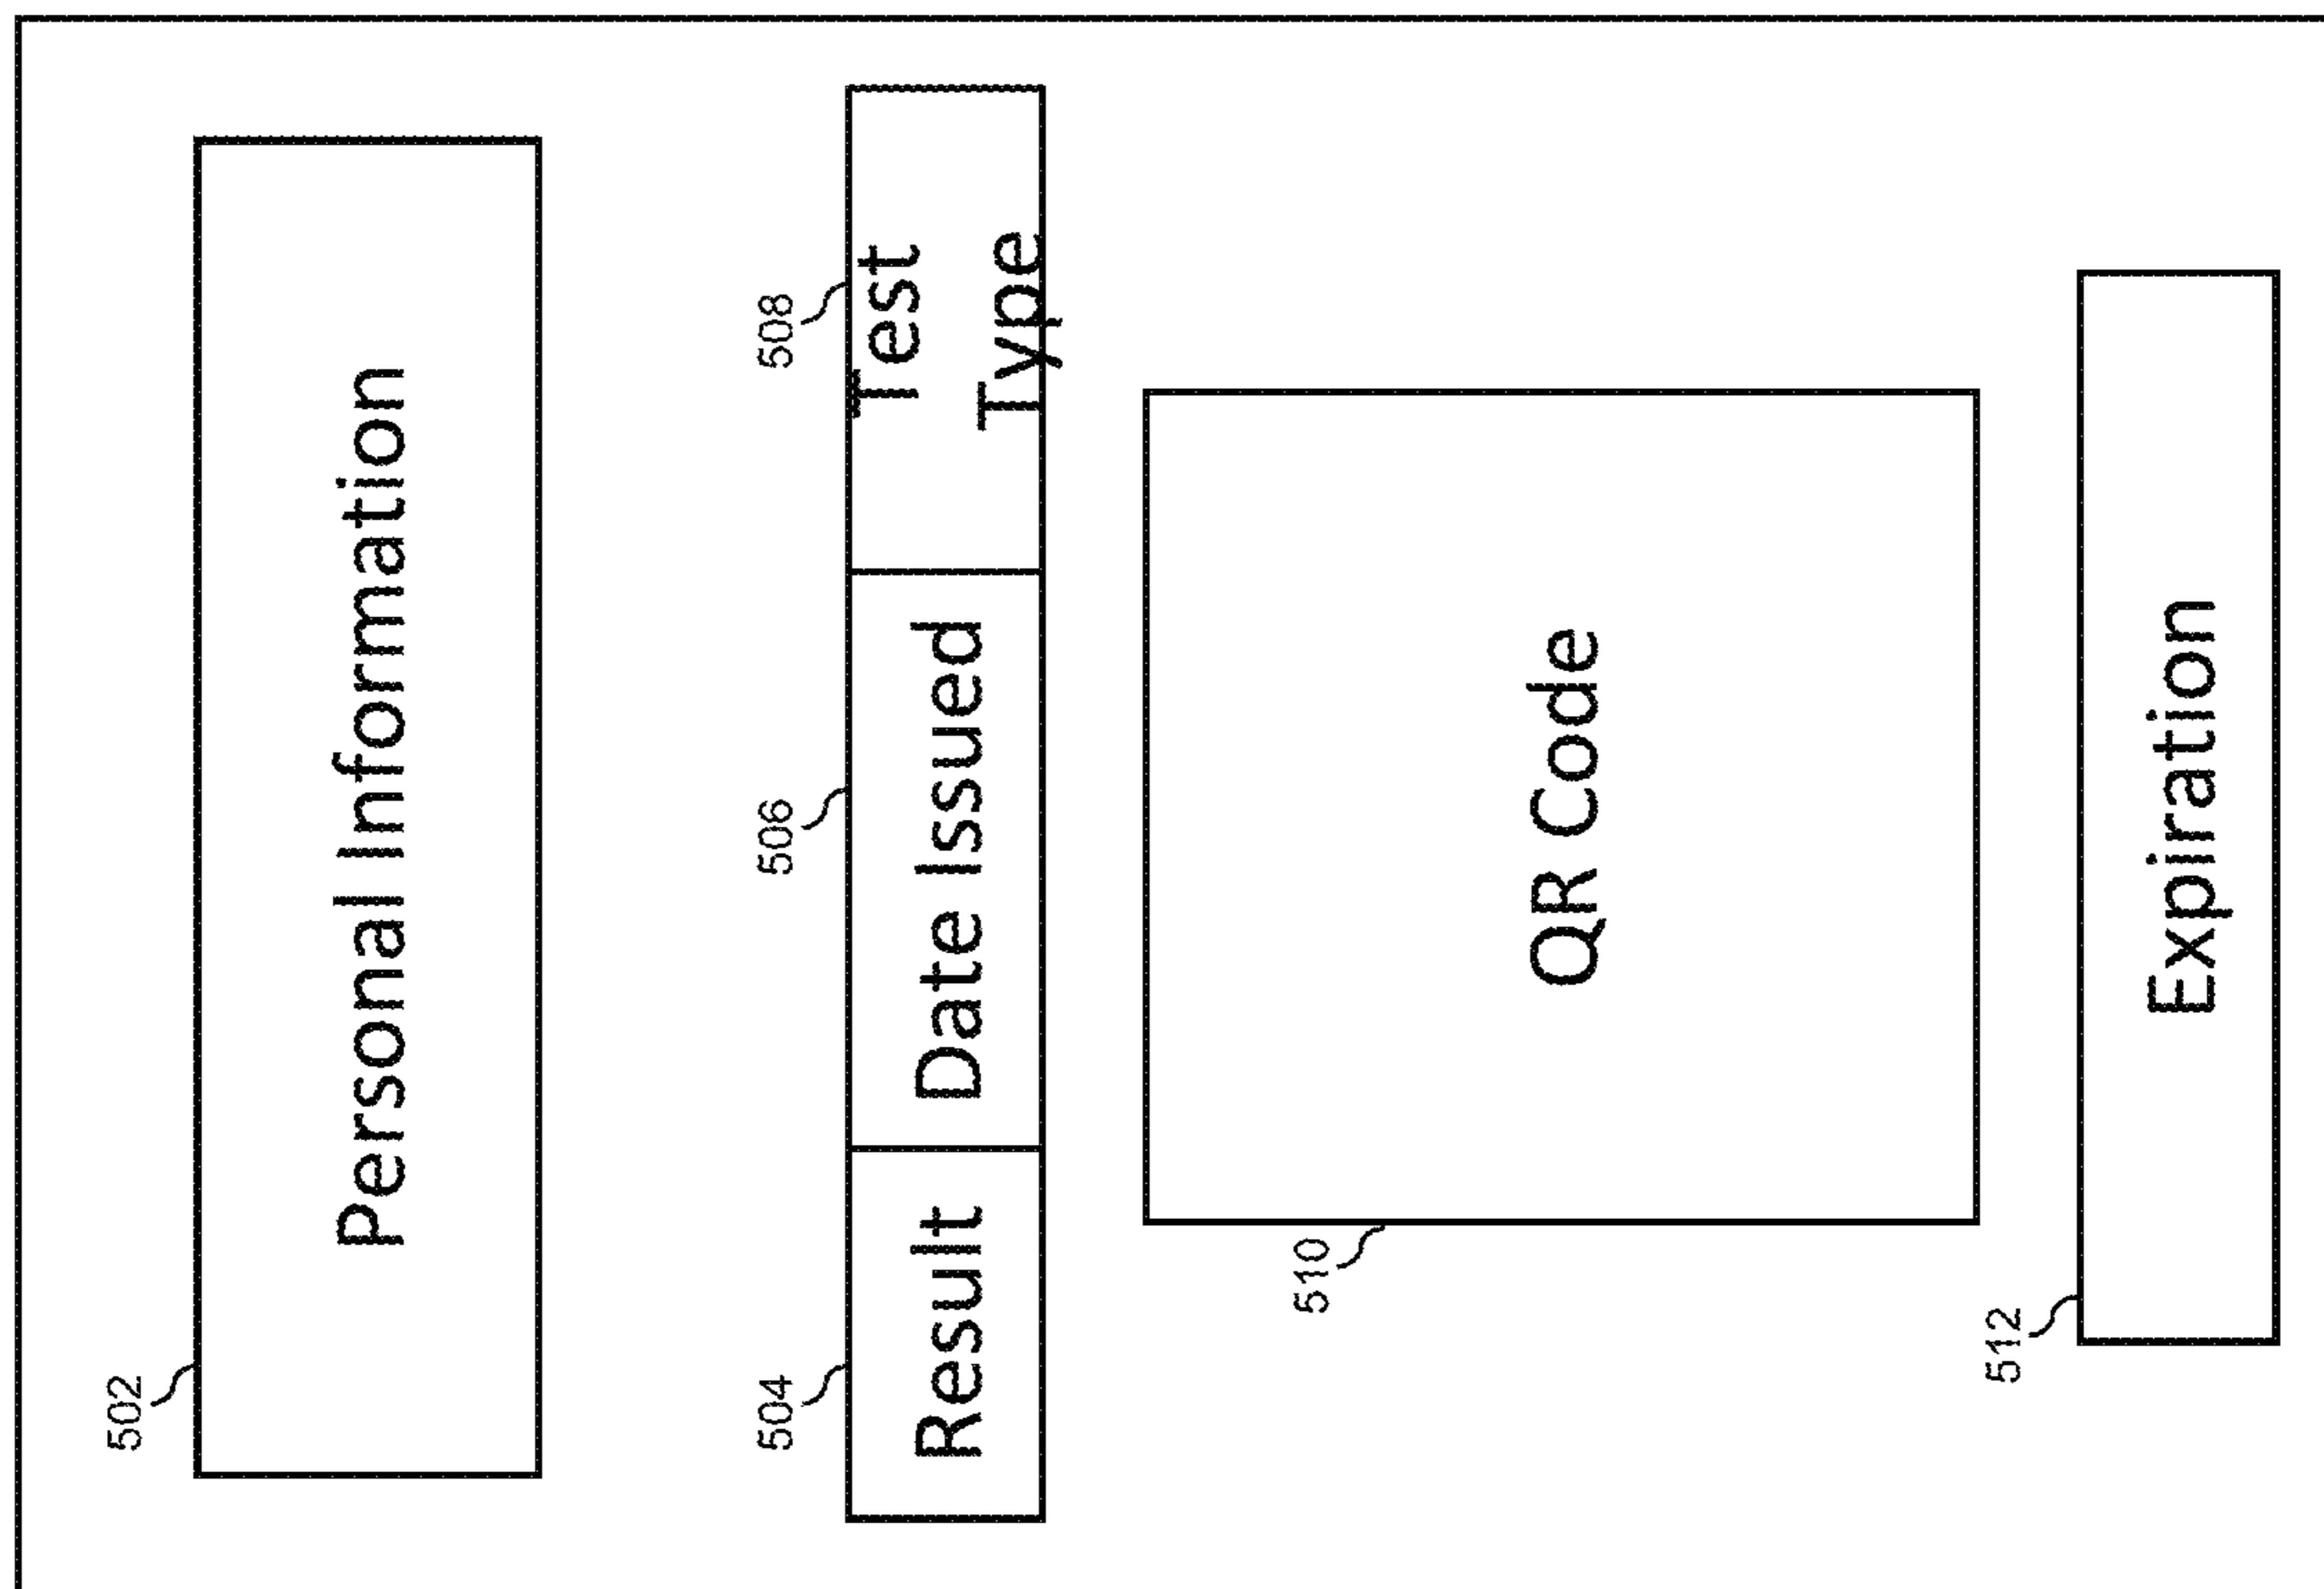 502
Personal Information
504
506
508
Result
Date Issued
Test
Type
510
QR Code
512
Expiration